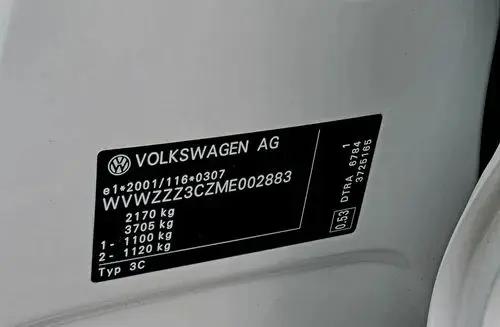 VOLKSWAGEN AG
e1*2001/116*0307
WVWZZZ3CZME002883
2170 kg
3705 kg
1- 1100 kg
2- 1120 kg
Typ 3C
0.53
DTRA 6784 1
3725165